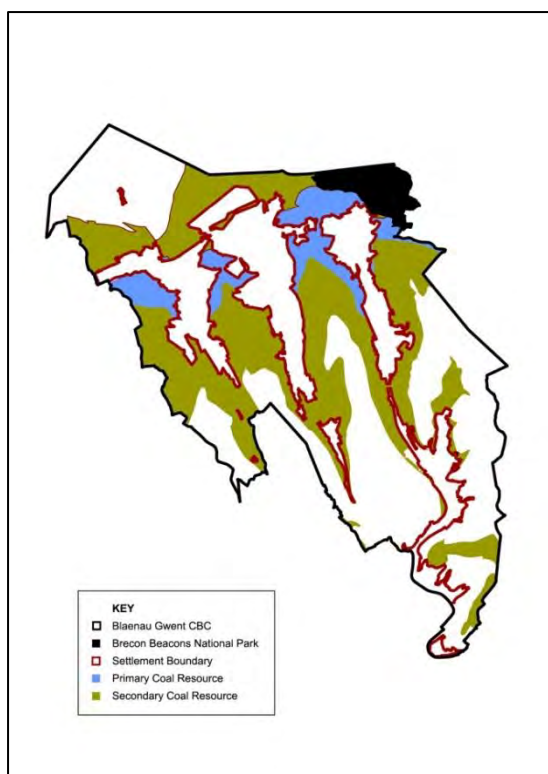 KEY
Blaenau Gwent CBC
Brecon Beacons National Park
Settlement Boundary
Primary Coal Resource
Secondary Coal Resource